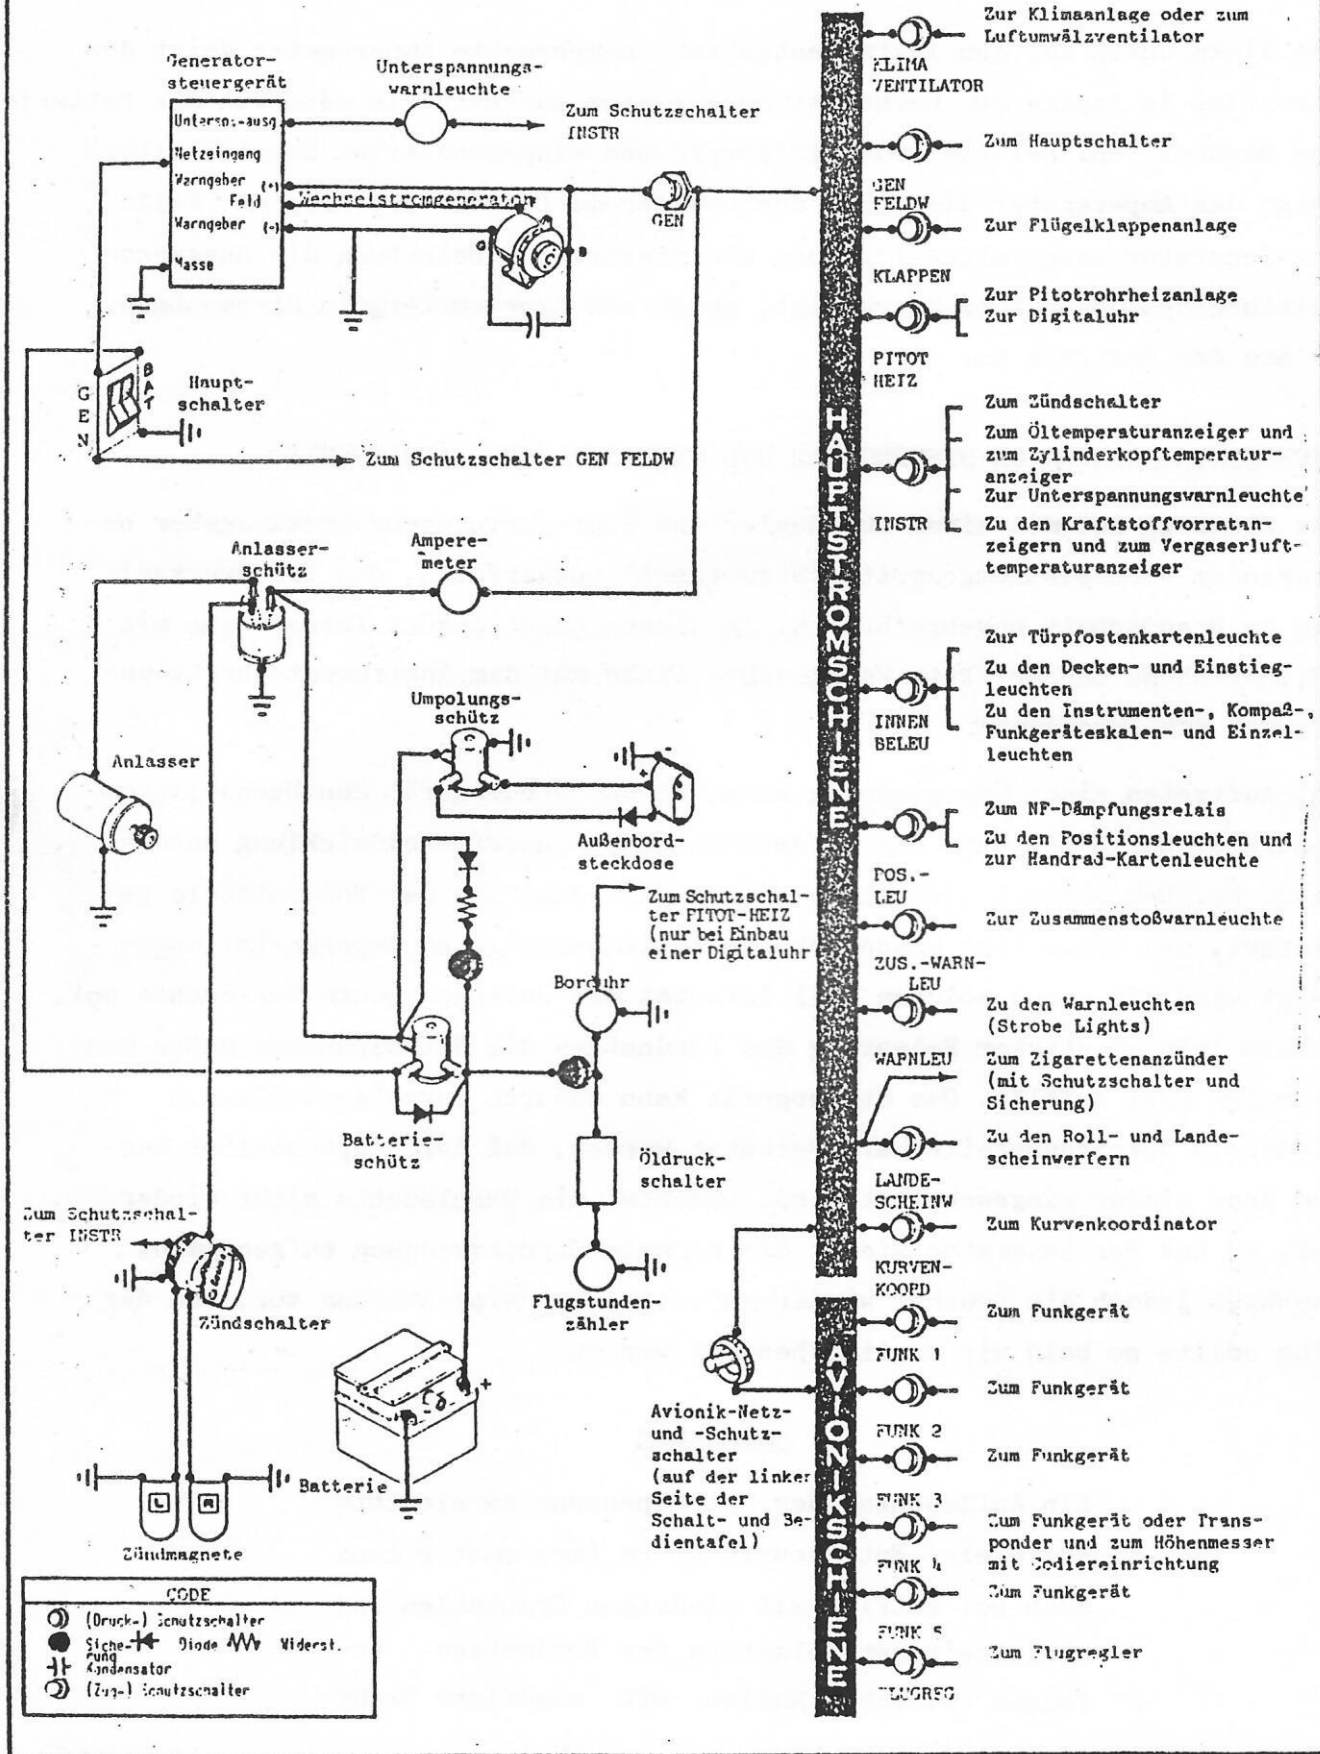 Generator-
steuergerät
Untersp.-ausg
Netzeingang
Warngeber (+)
Feld
Warngeber (-)
Masse
Unterspannungs-
warnleuchte
Zum Schutzschalter
INSTR
Wechselstromgenerator
G
B
GEN
GEN
BAT
Haupt-
schalter
Zum Schutzschalter GEN FELDW
Anlasser-
schütz
Ampere-
meter
Anlasser
Umpolungs-
schütz
+
Außenbord-
steckdose
Zum Schutzschal-
ter PITOT-HEIZ
(nur bei Einbau
einer Digitaluhr)
Borduhr
Batterie-
schütz
Öldruck-
schalter
Flugstunden-
zähler
Zum Schutzschal-
ter INSTR
Zündschalter
L
R
Zündmagnete
+
Batterie
Avionik-Netz-
und -Schutz-
schalter
(auf der linken
Seite der
Schalt- und Be-
dientafel)
HAUPTSTROMSCHIENE
Zur Klimaanlage oder zum
Luftumwälzventilator
KLIMA
VENTILATOR
Zum Hauptschalter
GEN
FELDW
Zur Flügelklappenanlage
KLAPPEN
Zur Pitotrohrheizanlage
Zur Digitaluhr
PITOT
HEIZ
Zum Zündschalter
Zum Öltemperaturanzeiger und
zum Zylinderkopftemperatur-
anzeiger
Zur Unterspannungswarnleuchte
INSTR
Zu den Kraftstoffvorratan-
zeigern und zum Vergaserluft-
temperaturanzeiger
Zur Türpfostenkartenleuchte
Zu den Decken- und Einstieg-
leuchten
Zu den Instrumenten-, Kompaß-,
Funkgeräteskalen- und Einzel-
leuchten
INNEN
BELEU
Zum NF-Dämpfungsrelais
Zu den Positionsleuchten und
zur Handrad-Kartenleuchte
POS.-
LEU
Zur Zusammenstoßwarnleuchte
ZUS.-WARN-
LEU
Zu den Warnleuchten
(Strobe Lights)
WARNLEU
Zum Zigarettenanzünder
(mit Schutzschalter und
Sicherung)
Zu den Roll- und Lande-
scheinwerfern
LANDE-
SCHEINW
Zum Kurvenkoordinator
KURVEN-
KOORD
AVIONIKSCHIENE
Zum Funkgerät
FUNK 1
Zum Funkgerät
FUNK 2
Zum Funkgerät
FUNK 3
Zum Funkgerät oder Trans-
ponder und zum Höhenmesser
mit Codiereinrichtung
FUNK 4
Zum Funkgerät
FUNK 5
Zum Flugregler
FLUGREG
CODE
(Druck-) Schutzschalter
Siche-
rung
Diode
Widerst.
Kondensator
(Zug-) Schutzschalter